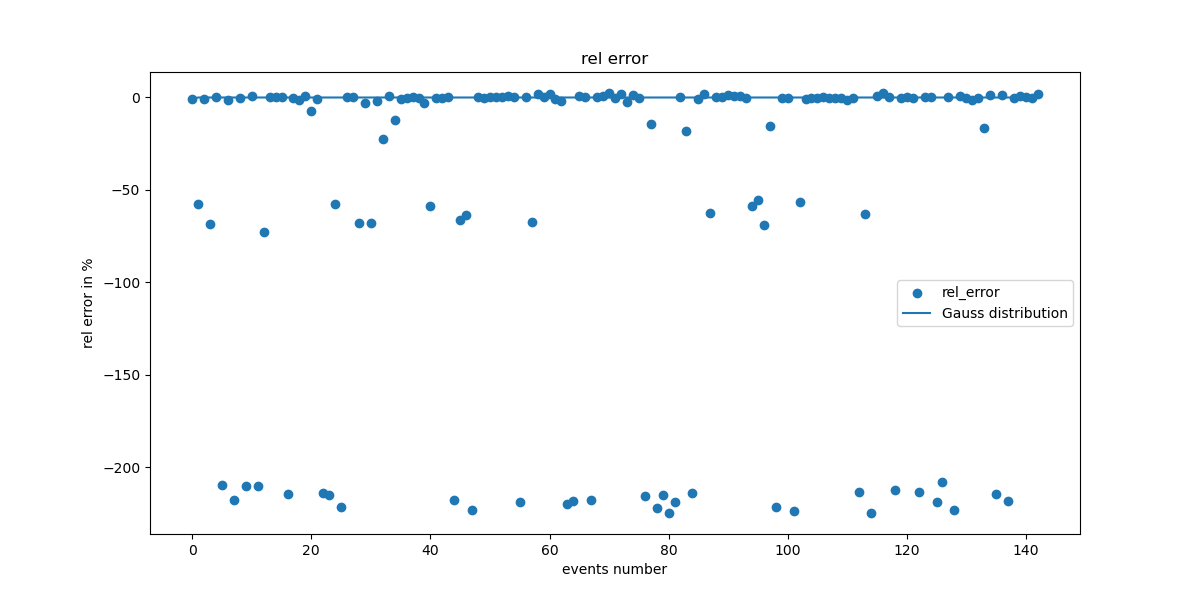 rel error
0
−50
−100
−150
−200
rel error in %
rel_error
Gauss distribution
0 20 40 60 80 100 120 140
events number